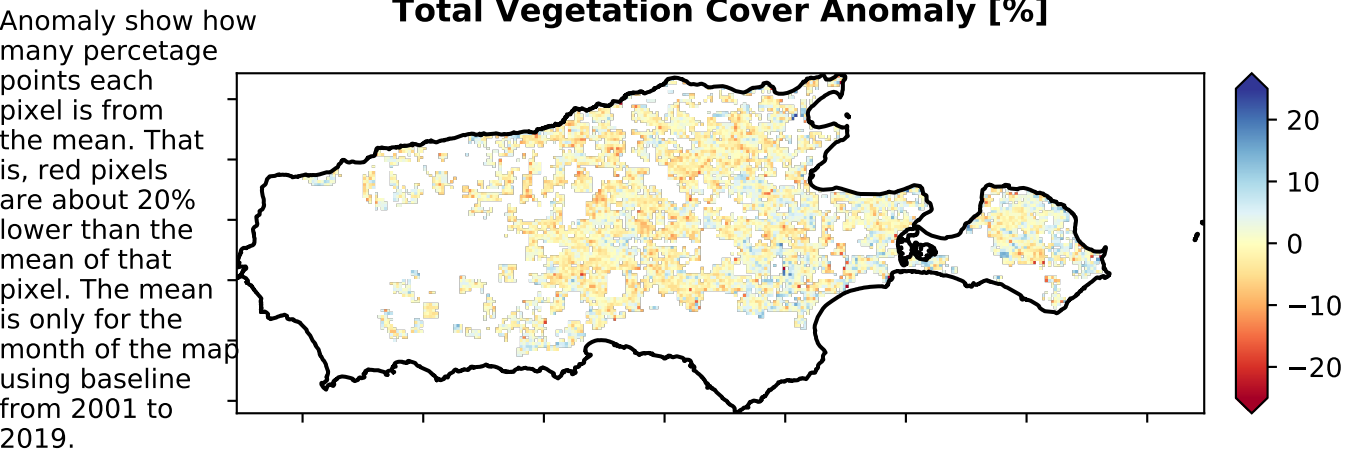 Total Vegetation Cover Anomaly [%]
Anomaly show how
many percetage
points each
pixel is from
the mean. That
is, red pixels
are about 20%
lower than the
mean of that
pixel. The mean
is only for the
month of the map
using baseline
from 2001 to
2019.
20
10
0
−10
−20